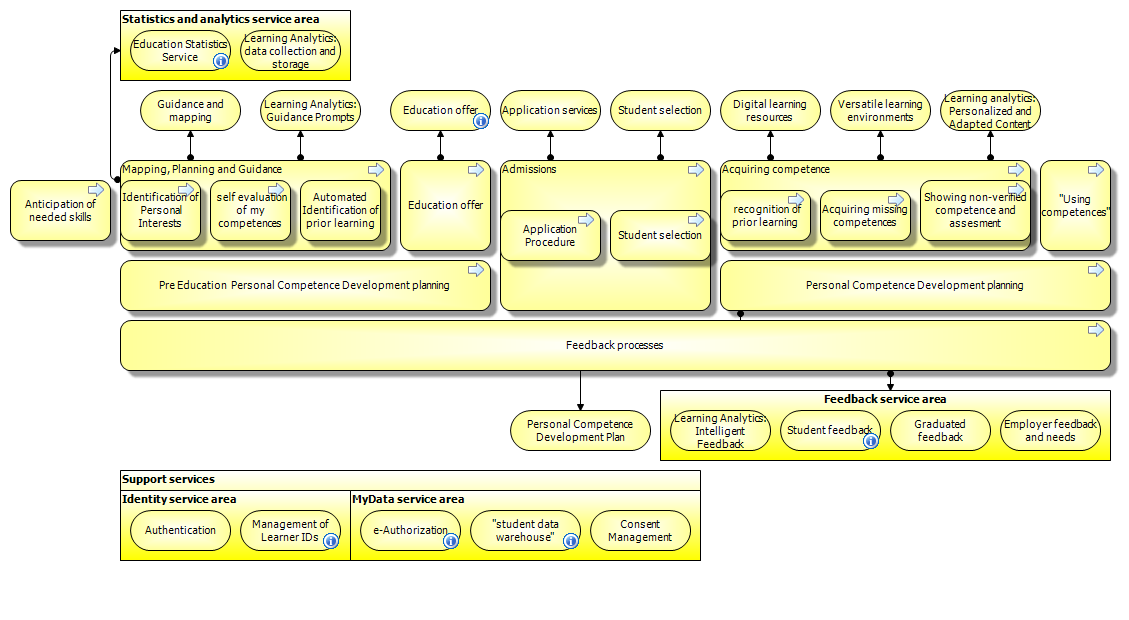 Statistics and analytics service area
Education Statistics
Service
Learning Analytics:
data collection and
storage
Guidance and
mapping
Learning Analytics:
Guidance Prompts
Education offer
Application services
Student selection
Digital learning
resources
Versatile learning
environments
Learning analytics:
Personalized and
Adapted Content
Anticipation of
needed skills
Mapping, Planning and Guidance
Identification of
Personal
Interests
self evaluation
of my
competences
Automated
Identification of
prior learning
Education offer
Admissions
Application
Procedure
Student selection
Acquiring competence
recognition of
prior learning
Acquiring missing
competences
Showing non-verified
competence and
assesment
"Using
competences"
Pre Education Personal Competence Development planning
Personal Competence Development planning
Feedback processes
Personal Competence
Development Plan
Feedback service area
Learning Analytics:
Intelligent
Feedback
Student feedback
Graduated
feedback
Employer feedback
and needs
Support services
Identity service area
Authentication
Management of
Learner IDs
MyData service area
e-Authorization
"student data
warehouse"
Consent
Management